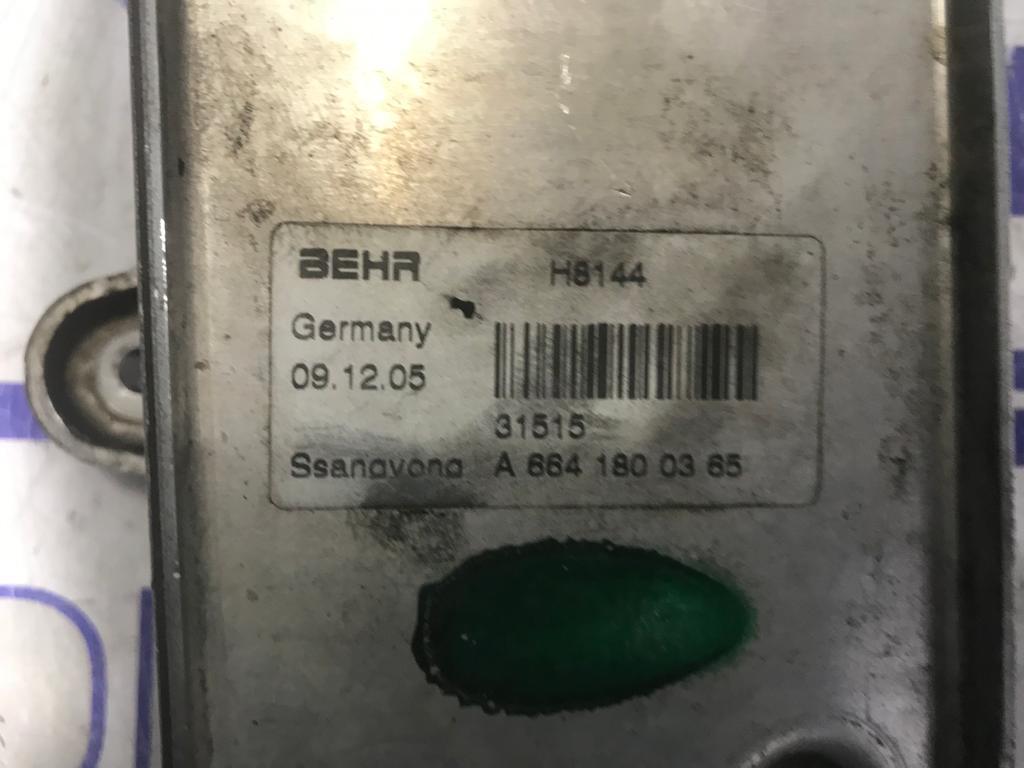 BEHR H8144
Germany
09.12.05
31515
Ssangyong A 664 180 03 65